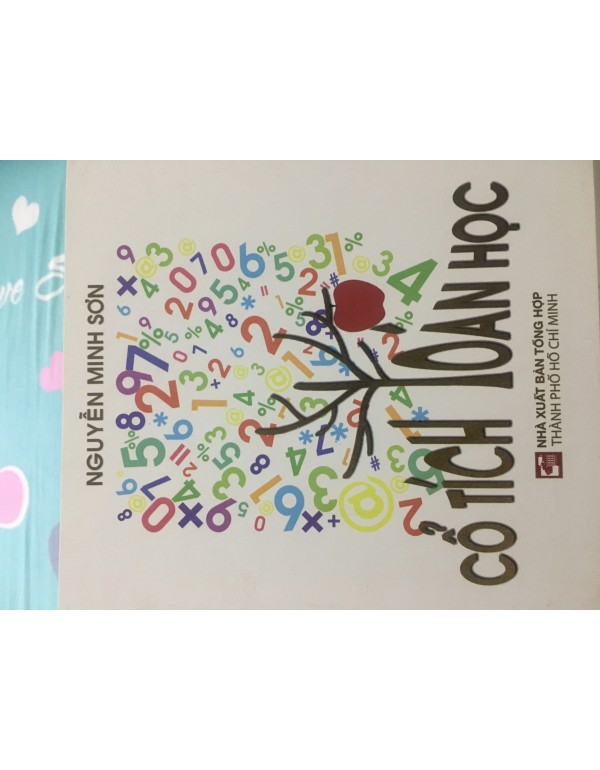 NGUYỄN MINH SƠN
CỔ TÍCH TOÁN HỌC
NHÀ XUẤT BẢN TỔNG HỢP
THÀNH PHỐ HỒ CHÍ MINH